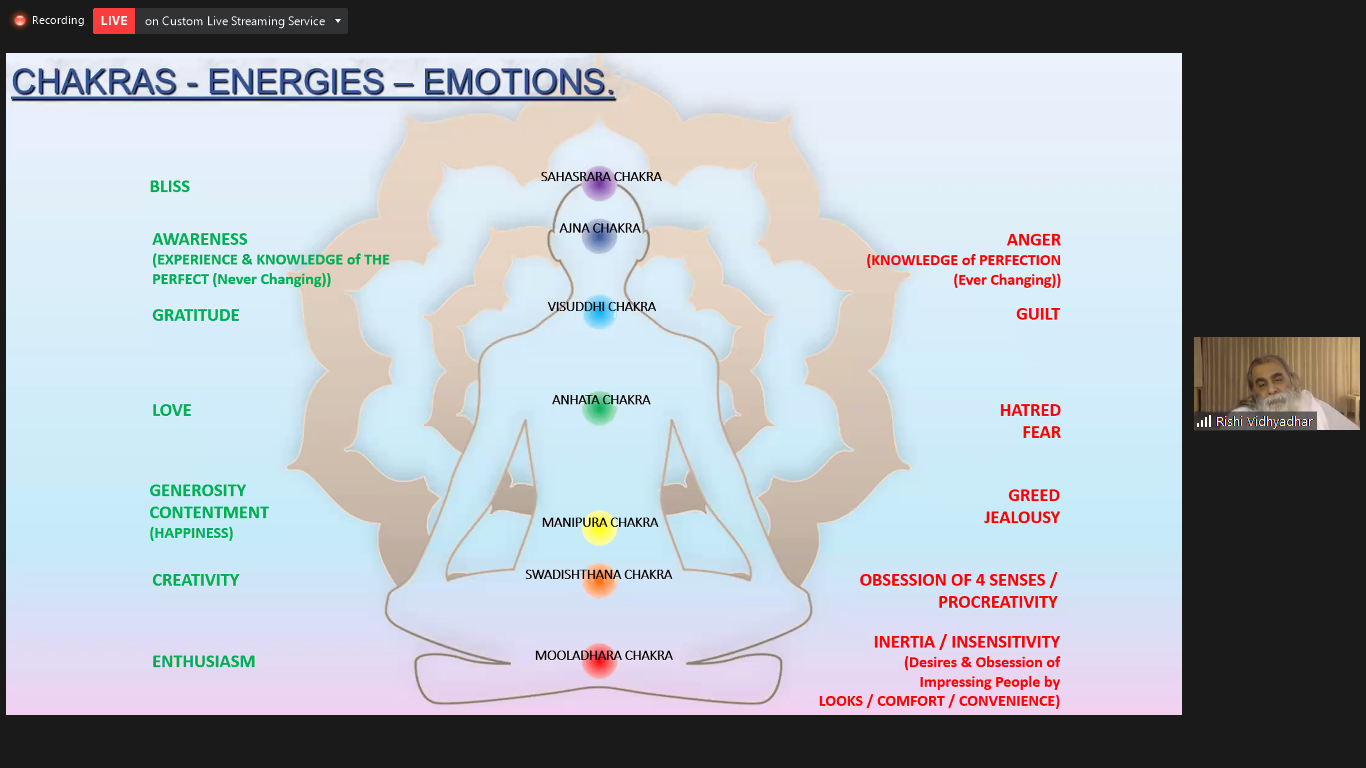 Recording
LIVE
on Custom Live Streaming Service
CHAKRAS - ENERGIES – EMOTIONS.
SAHASRARA CHAKRA
BLISS
AJNA CHAKRA
AWARENESS
(EXPERIENCE & KNOWLEDGE of THE
PERFECT (Never Changing))
ANGER
(KNOWLEDGE of PERFECTION
(Ever Changing))
VISUDDHI CHAKRA
GRATITUDE
GUILT
ANHATA CHAKRA
LOVE
HATRED
FEAR
Rishi Vidhyadhar
GENEROSITY
CONTENTMENT
(HAPPINESS)
MANIPURA CHAKRA
GREED
JEALOUSY
SWADISHTHANA CHAKRA
CREATIVITY
OBSESSION OF 4 SENSES /
PROCREATIVITY
MOOLADHARA CHAKRA
ENTHUSIASM
INERTIA / INSENSITIVITY
(Desires & Obsession of
Impressing People by
LOOKS / COMFORT / CONVENIENCE)